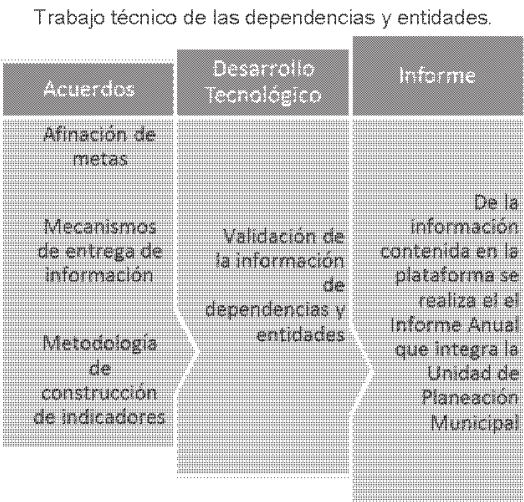 Trabajo técnico de las dependencias y entidades.
Acuerdos
Afinación de
metas
Mecanismos
de entrega de
información
Metodología
de
construcción
de indicadores
Desarrollo
Tecnológico
Validación de
la información
de
dependencias y
entidades
Informe
De la
información
contenida en la
plataforma se
realiza el el
Informe Anual
que integra la
Unidad de
Planeación
Municipal